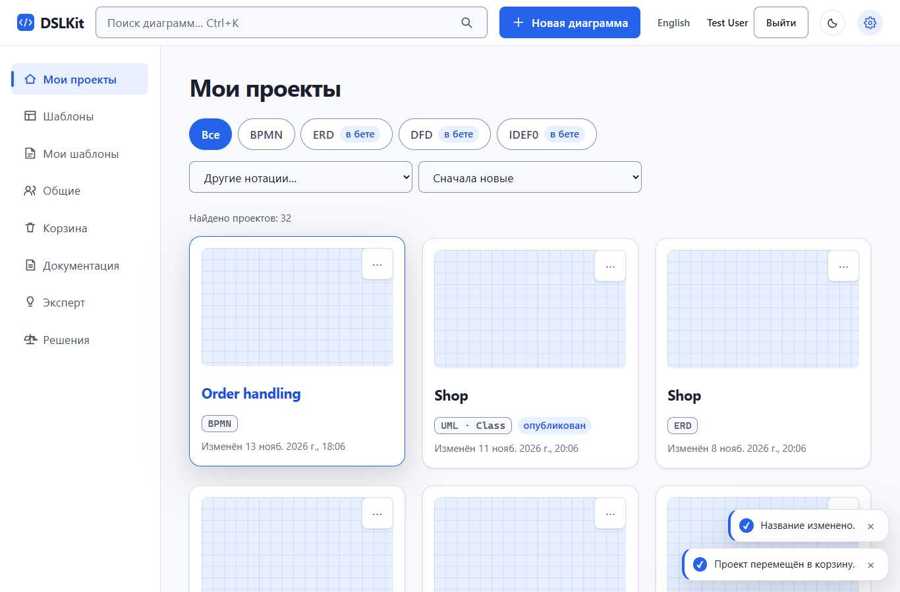 DSLKit
Поиск диаграмм... Ctrl+K
+ Новая диаграмма
English
Test User
Выйти
Мои проекты
Шаблоны
Мои шаблоны
Общие
Корзина
Документация
Эксперт
Решения
Мои проекты
Все
BPMN
ERD в бете
DFD в бете
IDEF0 в бете
Другие нотации...
Сначала новые
Найдено проектов: 32
...
Order handling
BPMN
Изменён 13 нояб. 2026 г., 18:06
...
Shop
UML · Class опубликован
Изменён 11 нояб. 2026 г., 20:06
...
Shop
ERD
Изменён 8 нояб. 2026 г., 20:06
...
...
Название изменено. ×
Проект перемещён в корзину. ×